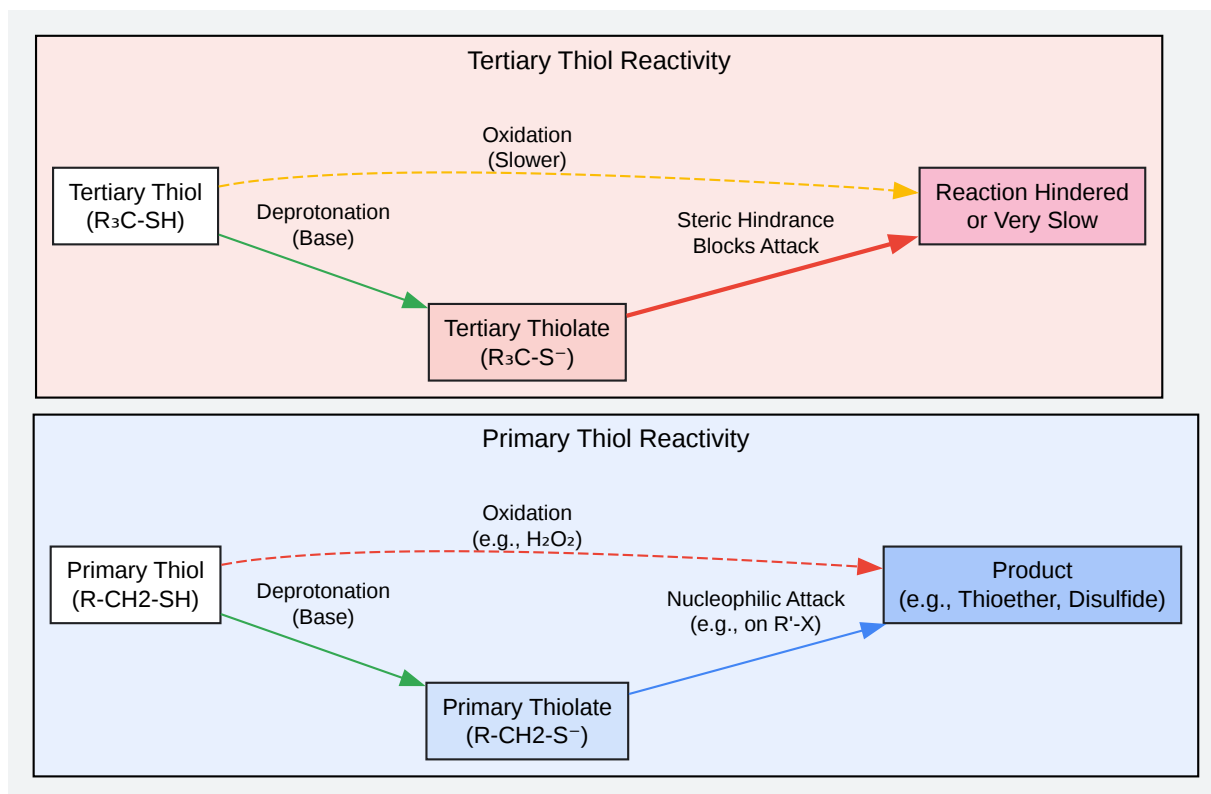 Tertiary Thiol Reactivity
Oxidation
(Slower)
Tertiary Thiol
(R₃C-SH)
Deprotonation
(Base)
Steric Hindrance
Blocks Attack
Reaction Hindered
or Very Slow
Tertiary Thiolate
(R₃C-S⁻)
Primary Thiol Reactivity
Oxidation
(e.g., H₂O₂)
Primary Thiol
(R-CH2-SH)
Deprotonation
(Base)
Nucleophilic Attack
(e.g., on R'-X)
Product
(e.g., Thioether, Disulfide)
Primary Thiolate
(R-CH2-S⁻)